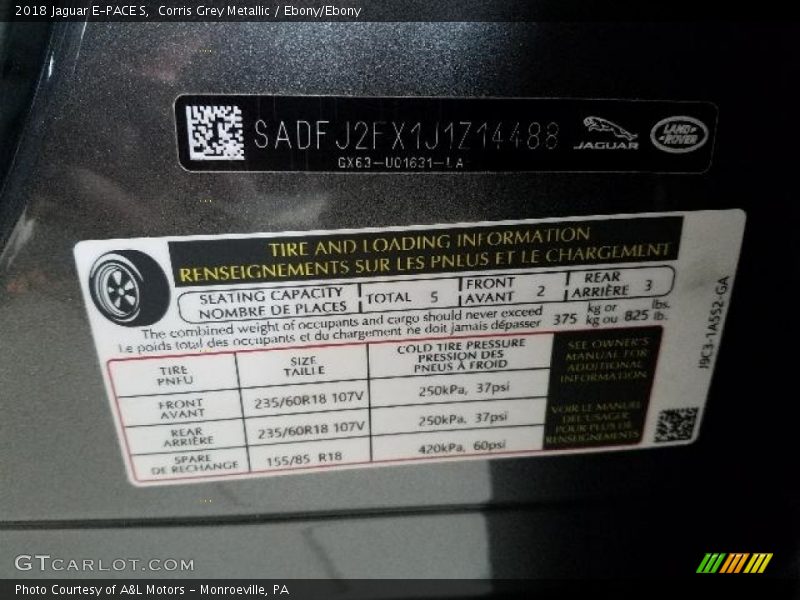 2018 Jaguar E-PACE S, Corris Grey Metallic / Ebony/Ebony
SADFJ2FX1J1Z14488
JAGUAR
LAND-
-ROVER
GX63-U01631-LA
TIRE AND LOADING INFORMATION
RENSEIGNEMENTS SUR LES PNEUS ET LE CHARGEMENT
SEATING CAPACITY
NOMBRE DE PLACES
TOTAL 5
FRONT
AVANT 2
REAR
ARRIÈRE 3
The combined weight of occupants and cargo should never exceed 375 kg or 825 lbs.
Le poids total des occupants et du chargement ne doit jamais dépasser kg ou lb.
TIRE
PNEU
SIZE
TAILLE
COLD TIRE PRESSURE
PRESSION DES
PNEUS À FROID
SEE OWNER'S
MANUAL FOR
ADDITIONAL
INFORMATION
FRONT
AVANT
235/60R18 107V
250kPa, 37psi
REAR
ARRIÈRE
235/60R18 107V
250kPa, 37psi
VOIR LE MANUEL
DE L'USAGER
POUR PLUS DE
RENSEIGNEMENTS
SPARE
DE RECHANGE
155/85 R18
420kPa, 60psi
J9C3-1A552-GA
GTCARLOT.COM
Photo Courtesy of A&L Motors - Monroeville, PA